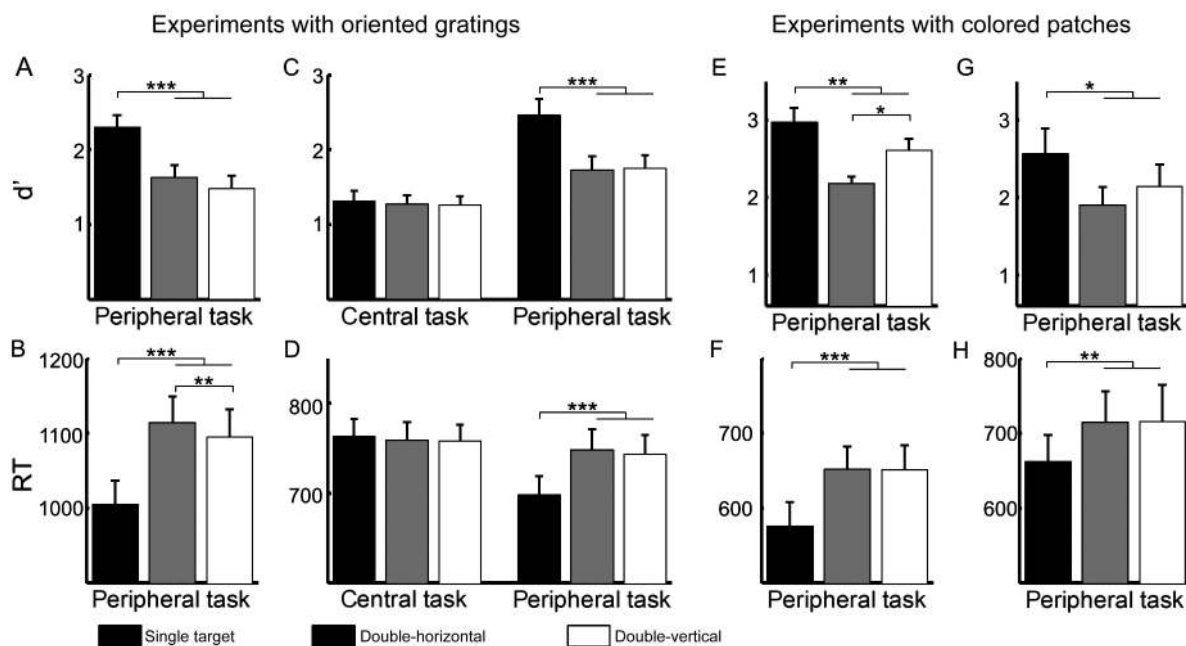 Experiments with oriented gratings
Experiments with colored patches
A
3
2
1
d'
***
Peripheral task
C
3
2
1
***
Central task
Peripheral task
E
3
2
1
**
*
Peripheral task
G
3
2
1
*
Peripheral task
B
1200
1100
1000
RT
***
**
Peripheral task
D
800
700
***
Central task
Peripheral task
F
700
600
***
Peripheral task
H
800
700
600
**
Peripheral task
Single target
Double-horizontal
Double-vertical